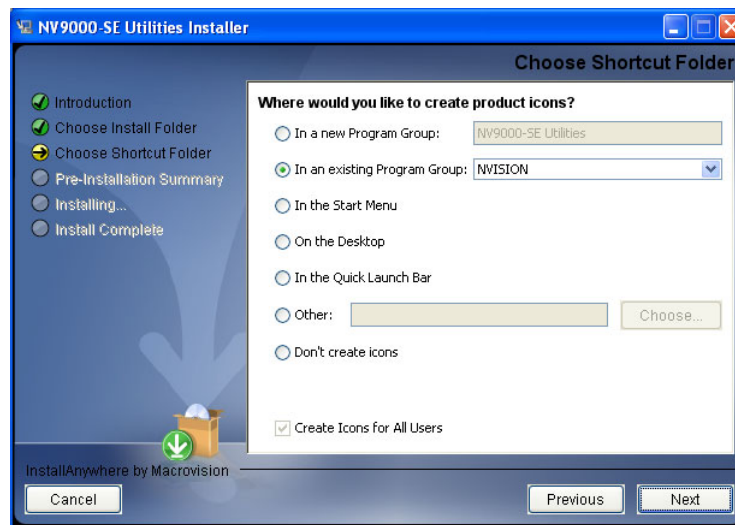 NV9000-SE Utilities Installer
Choose Shortcut Folder
Introduction
Choose Install Folder
Choose Shortcut Folder
Pre-Installation Summary
Installing...
Install Complete
Where would you like to create product icons?
In a new Program Group: NV9000-SE Utilities
In an existing Program Group: NVISION
In the Start Menu
On the Desktop
In the Quick Launch Bar
Other: Choose...
Don't create icons
Create Icons for All Users
InstallAnywhere by Macrovision
Cancel Previous Next